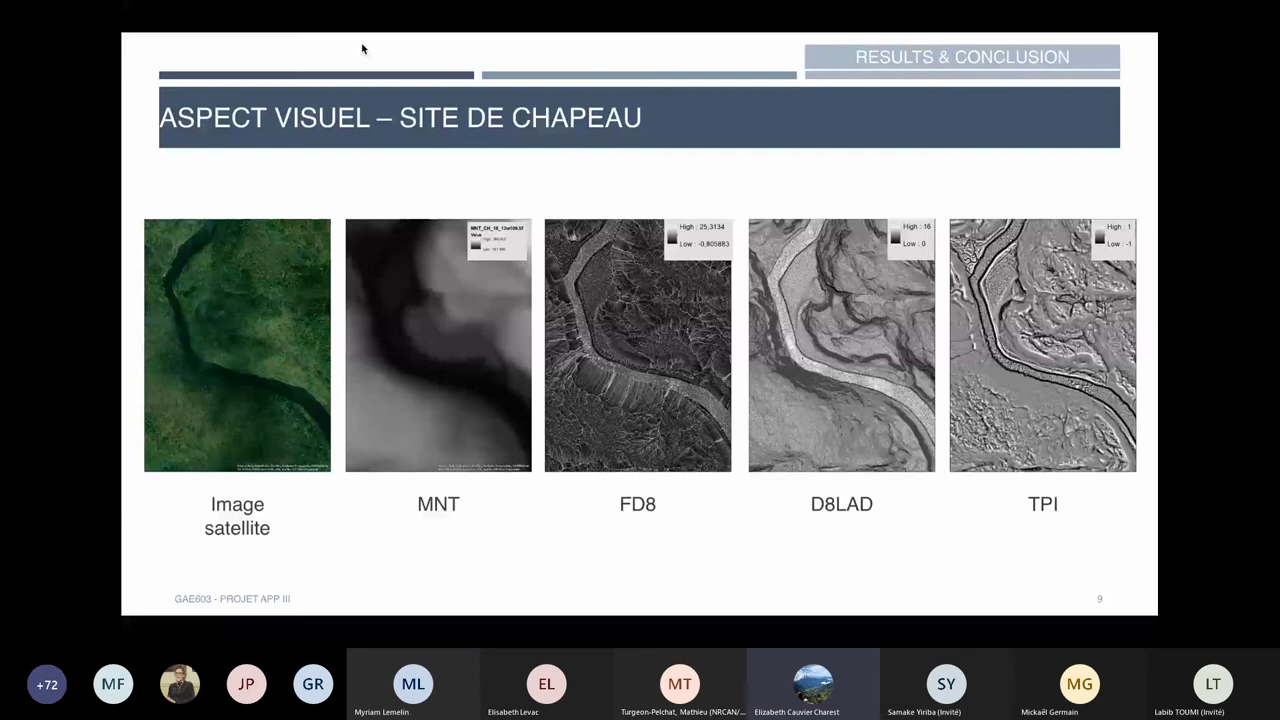 RESULTS & CONCLUSION
ASPECT VISUEL – SITE DE CHAPEAU
MNT_CH_15_13w109.tif
Value
High : 25,3134
Low : -0,805883
High : 16
Low : 0
High : 1
Low : -1
Image
satellite
MNT
FD8
D8LAD
TPI
GAE603 - PROJET APP III
9
+72
MF
JP
GR
ML
EL
MT
SY
MG
LT
Myriam Lemelin
Elisabeth Levac
Turgeon-Pelchat, Mathieu (NRCAN/...
Elizabeth Cauvier Charest
Samake Yiriba (Invité)
Mickaël Germain
Labib TOUMI (Invité)